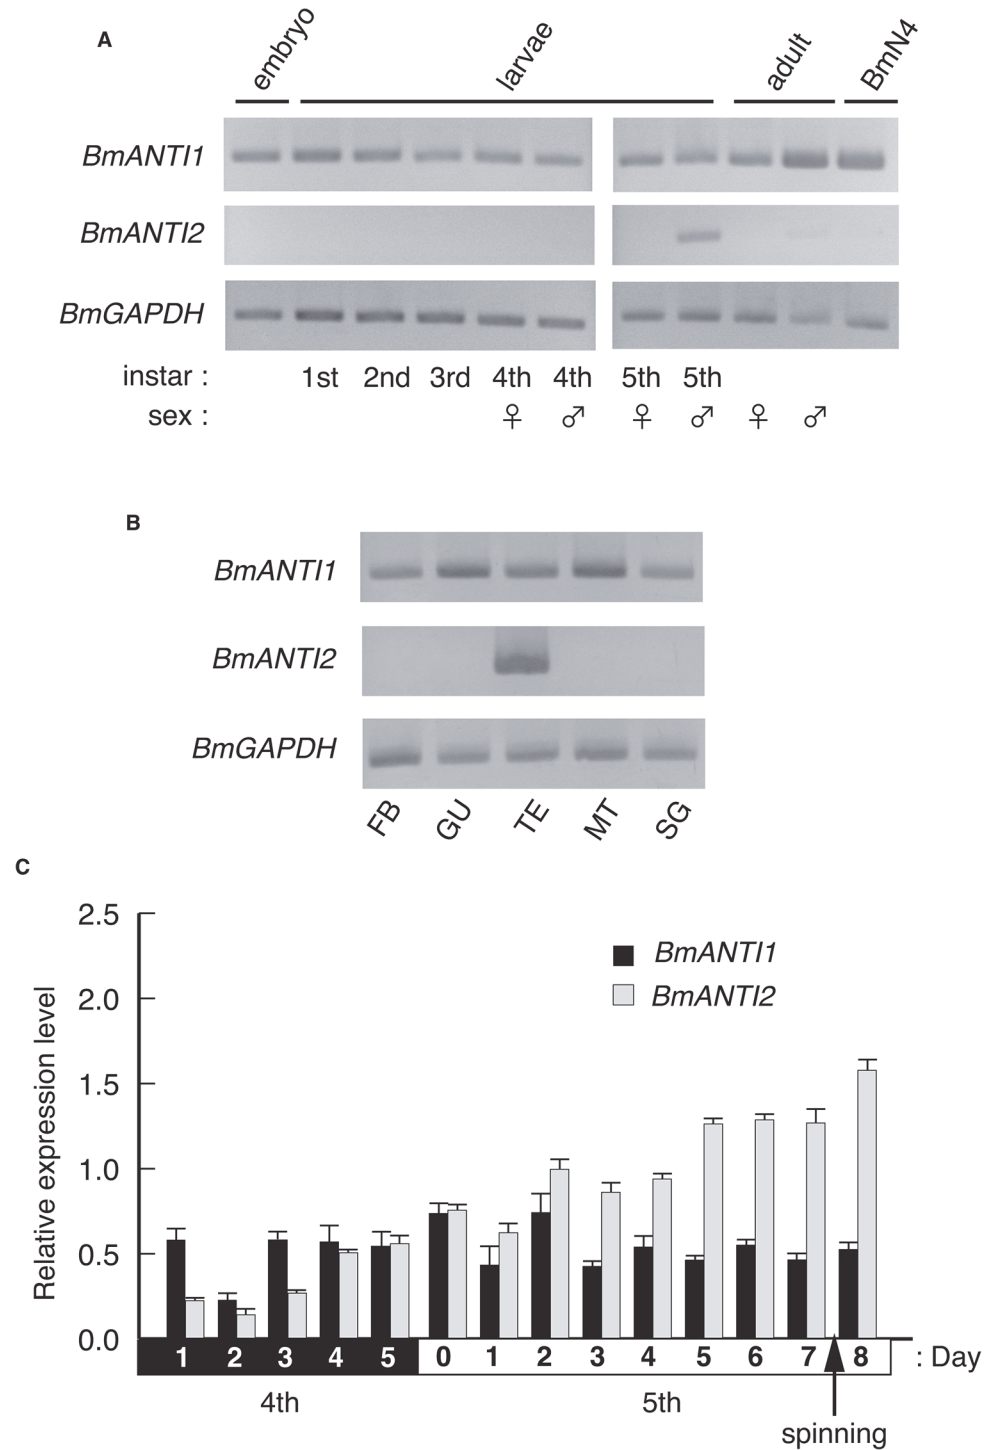 A
embryo larvae adult BmN4
BmANTI1
BmANTI2
BmGAPDH
instar : 1st 2nd 3rd 4th 4th 5th 5th
sex : ♀ ♂ ♀ ♂ ♀ ♂
B
BmANTI1
BmANTI2
BmGAPDH
FB GU TE MT SG
C
Relative expression level
2.5
2.0
1.5
1.0
0.5
0.0
BmANTI1
BmANTI2
1 2 3 4 5 0 1 2 3 4 5 6 7 8 : Day
4th 5th
spinning